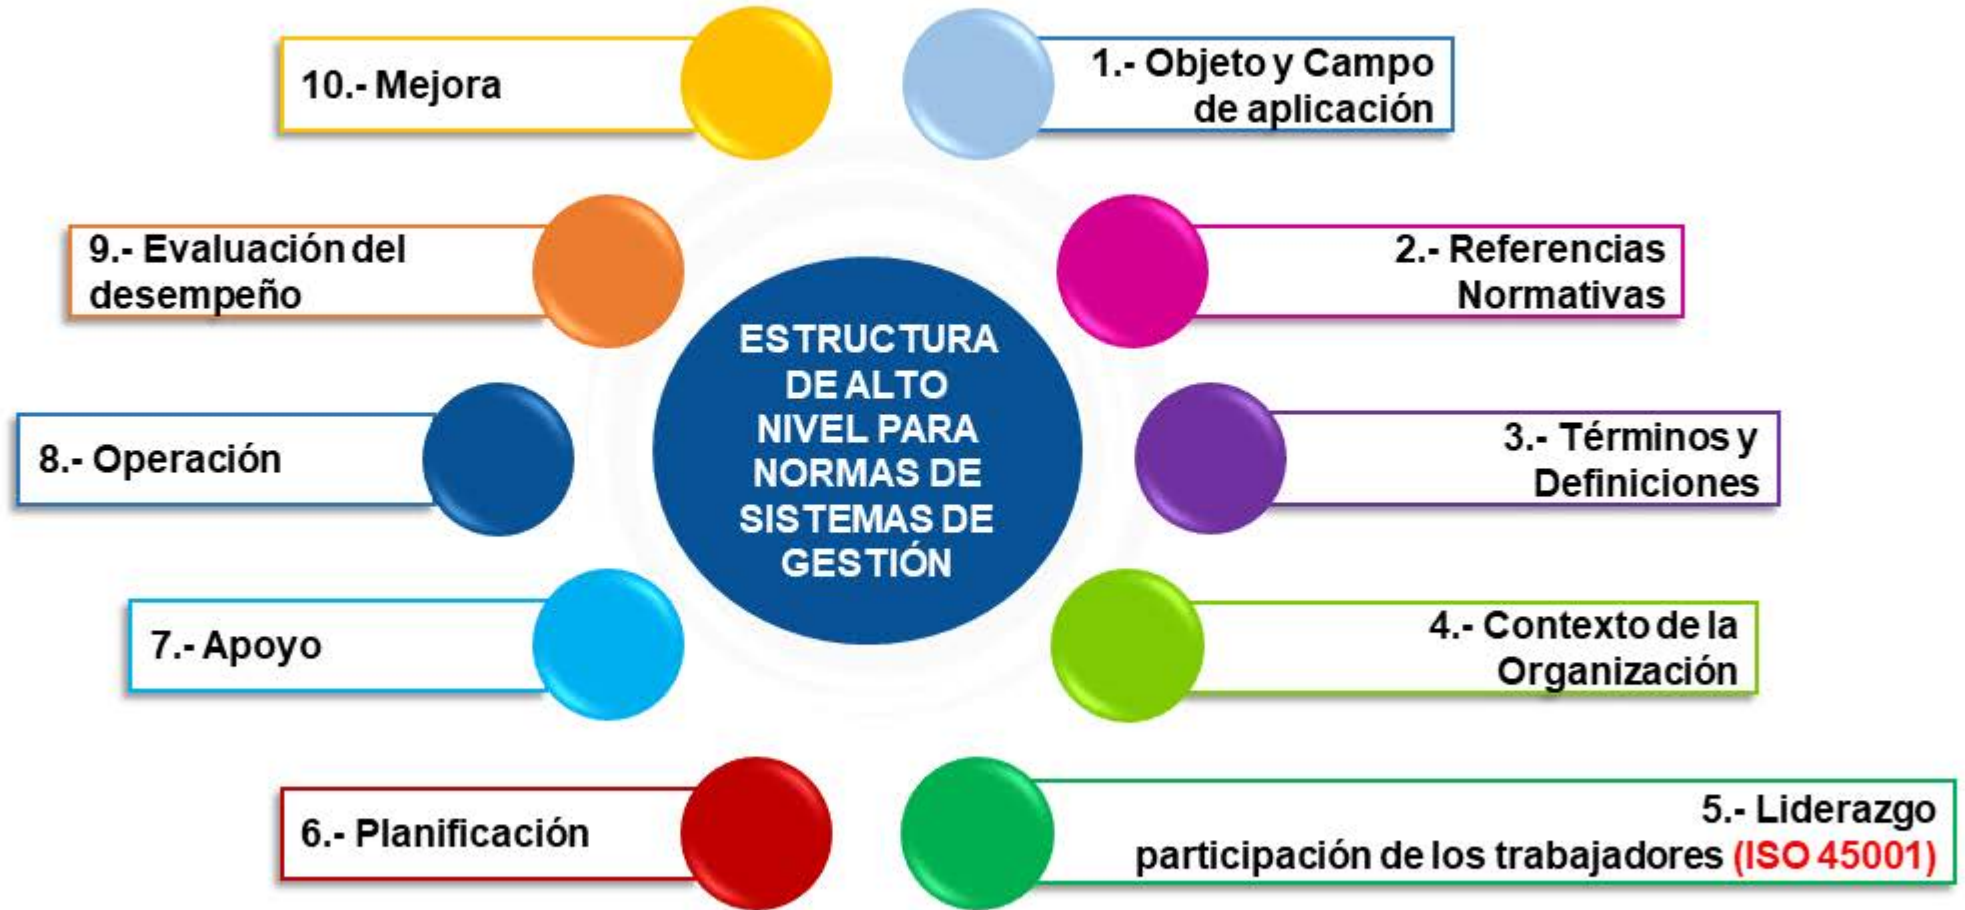 ESTRUCTURA
DE ALTO
NIVEL PARA
NORMAS DE
SISTEMAS DE
GESTIÓN
1.- Objeto y Campo
de aplicación
2.- Referencias
Normativas
3.- Términos y
Definiciones
4.- Contexto de la
Organización
5.- Liderazgo
participación de los trabajadores (ISO 45001)
6.- Planificación
7.- Apoyo
8.- Operación
9.- Evaluación del
desempeño
10.- Mejora